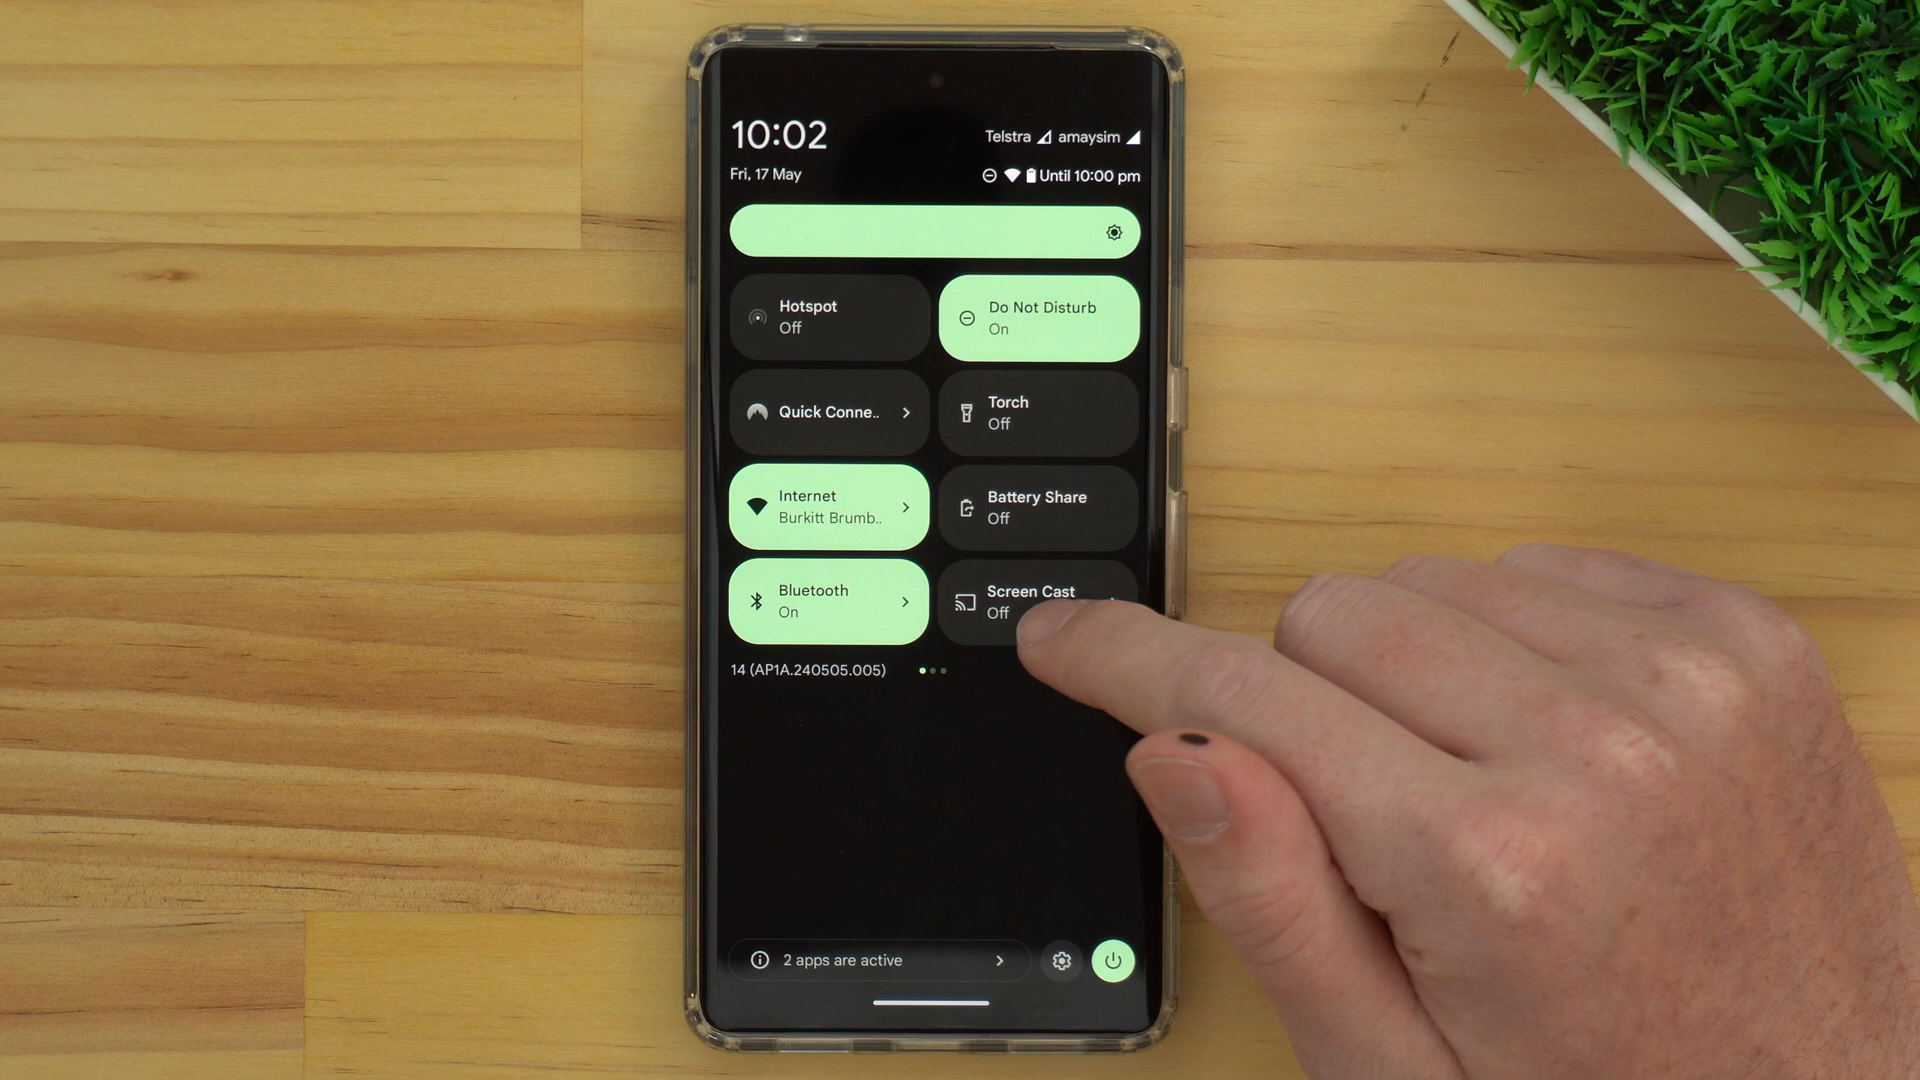 10:02
Telstra amaysim
Fri, 17 May
Until 10:00 pm
Hotspot
Off
Do Not Disturb
On
Quick Conne..
Torch
Off
Internet
Burkitt Brumb..
Battery Share
Off
Bluetooth
On
Screen Cast
Off
14 (AP1A.240505.005)
2 apps are active